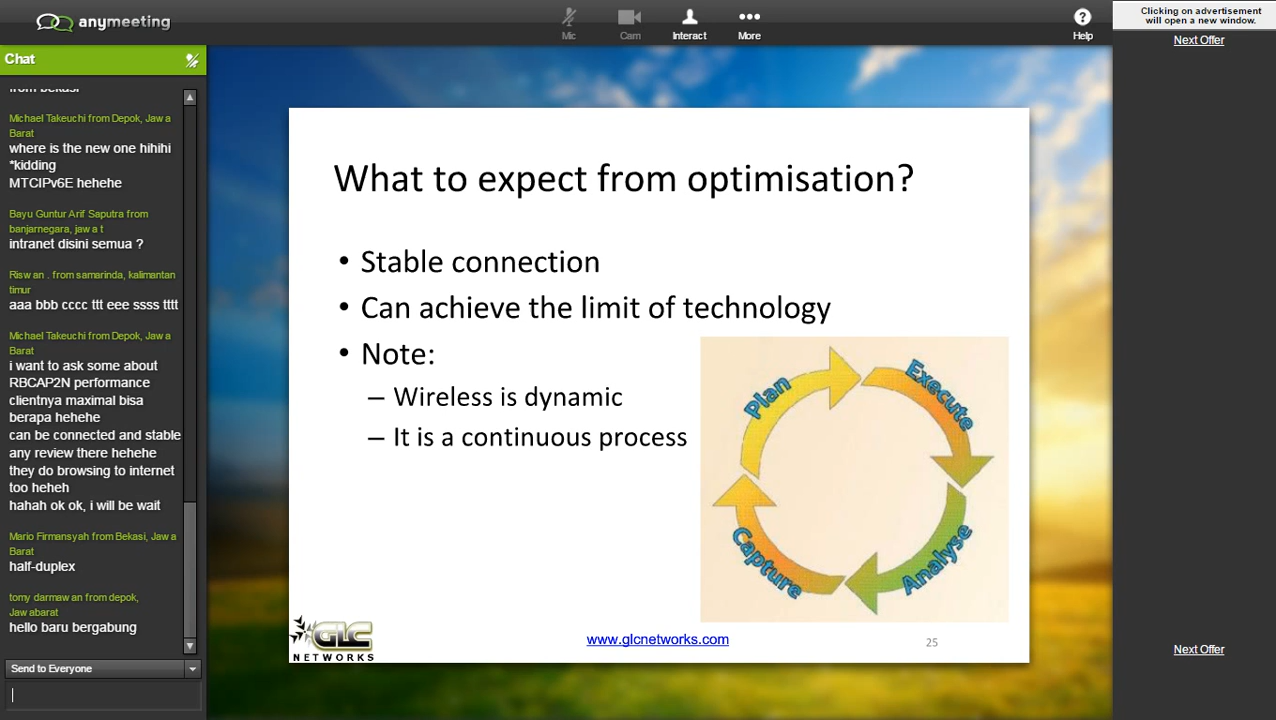 anymeeting
Mic
Cam
Interact
More
Help
Clicking on advertisement
will open a new window.
Next Offer
Chat
from bekasi
Michael Takeuchi from Depok, Jaw a
Barat
where is the new one hihihi
*kidding
MTCIPv6E hehehe
Bayu Guntur Arif Saputra from
banjarnegara, jaw a t
intranet disini semua ?
Risw an . from samarinda, kalimantan
timur
aaa bbb cccc ttt eee ssss tttt
Michael Takeuchi from Depok, Jaw a
Barat
i want to ask some about
RBCAP2N performance
clientnya maximal bisa
berapa hehehe
can be connected and stable
any review there hehehe
they do browsing to internet
too heheh
hahah ok ok, i will be wait
Mario Firmansyah from Bekasi, Jaw a
Barat
half-duplex
tomy darmaw an from depok,
Jaw abarat
hello baru bergabung
Send to Everyone
What to expect from optimisation?
• Stable connection
• Can achieve the limit of technology
• Note:
– Wireless is dynamic
– It is a continuous process
Plan
Execute
Analyse
Capture
GLC
NETWORKS
www.glcnetworks.com
25
Next Offer